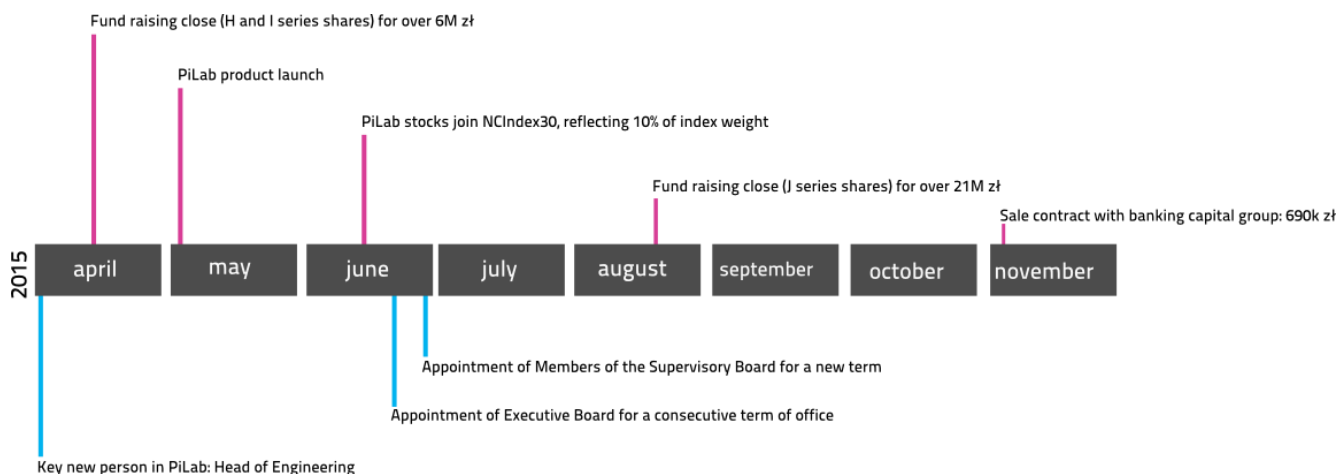 Fund raising close (H and I series shares) for over 6M zł
PiLab product launch
PiLab stocks join NCIndex30, reflecting 10% of index weight
Fund raising close (J series shares) for over 21M zł
Sale contract with banking capital group: 690k zł
2015
april
may
june
july
august
september
october
november
Appointment of Members of the Supervisory Board for a new term
Appointment of Executive Board for a consecutive term of office
Key new person in PiLab: Head of Engineering